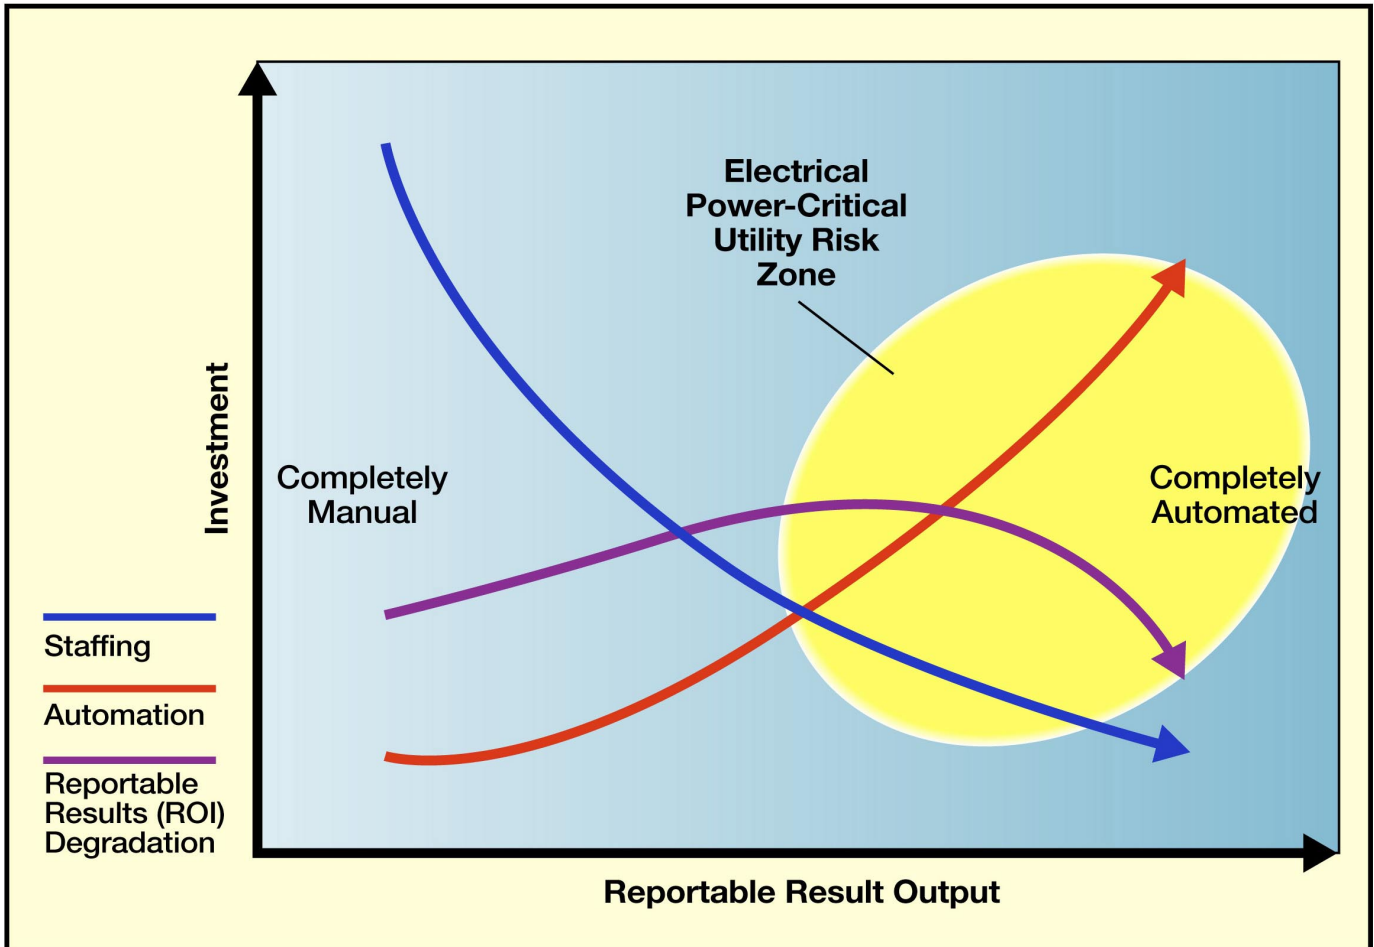 Electrical
Power-Critical
Utility Risk
Zone
Investment
Completely
Manual
Completely
Automated
Staffing
Automation
Reportable
Results (ROI)
Degradation
Reportable Result Output